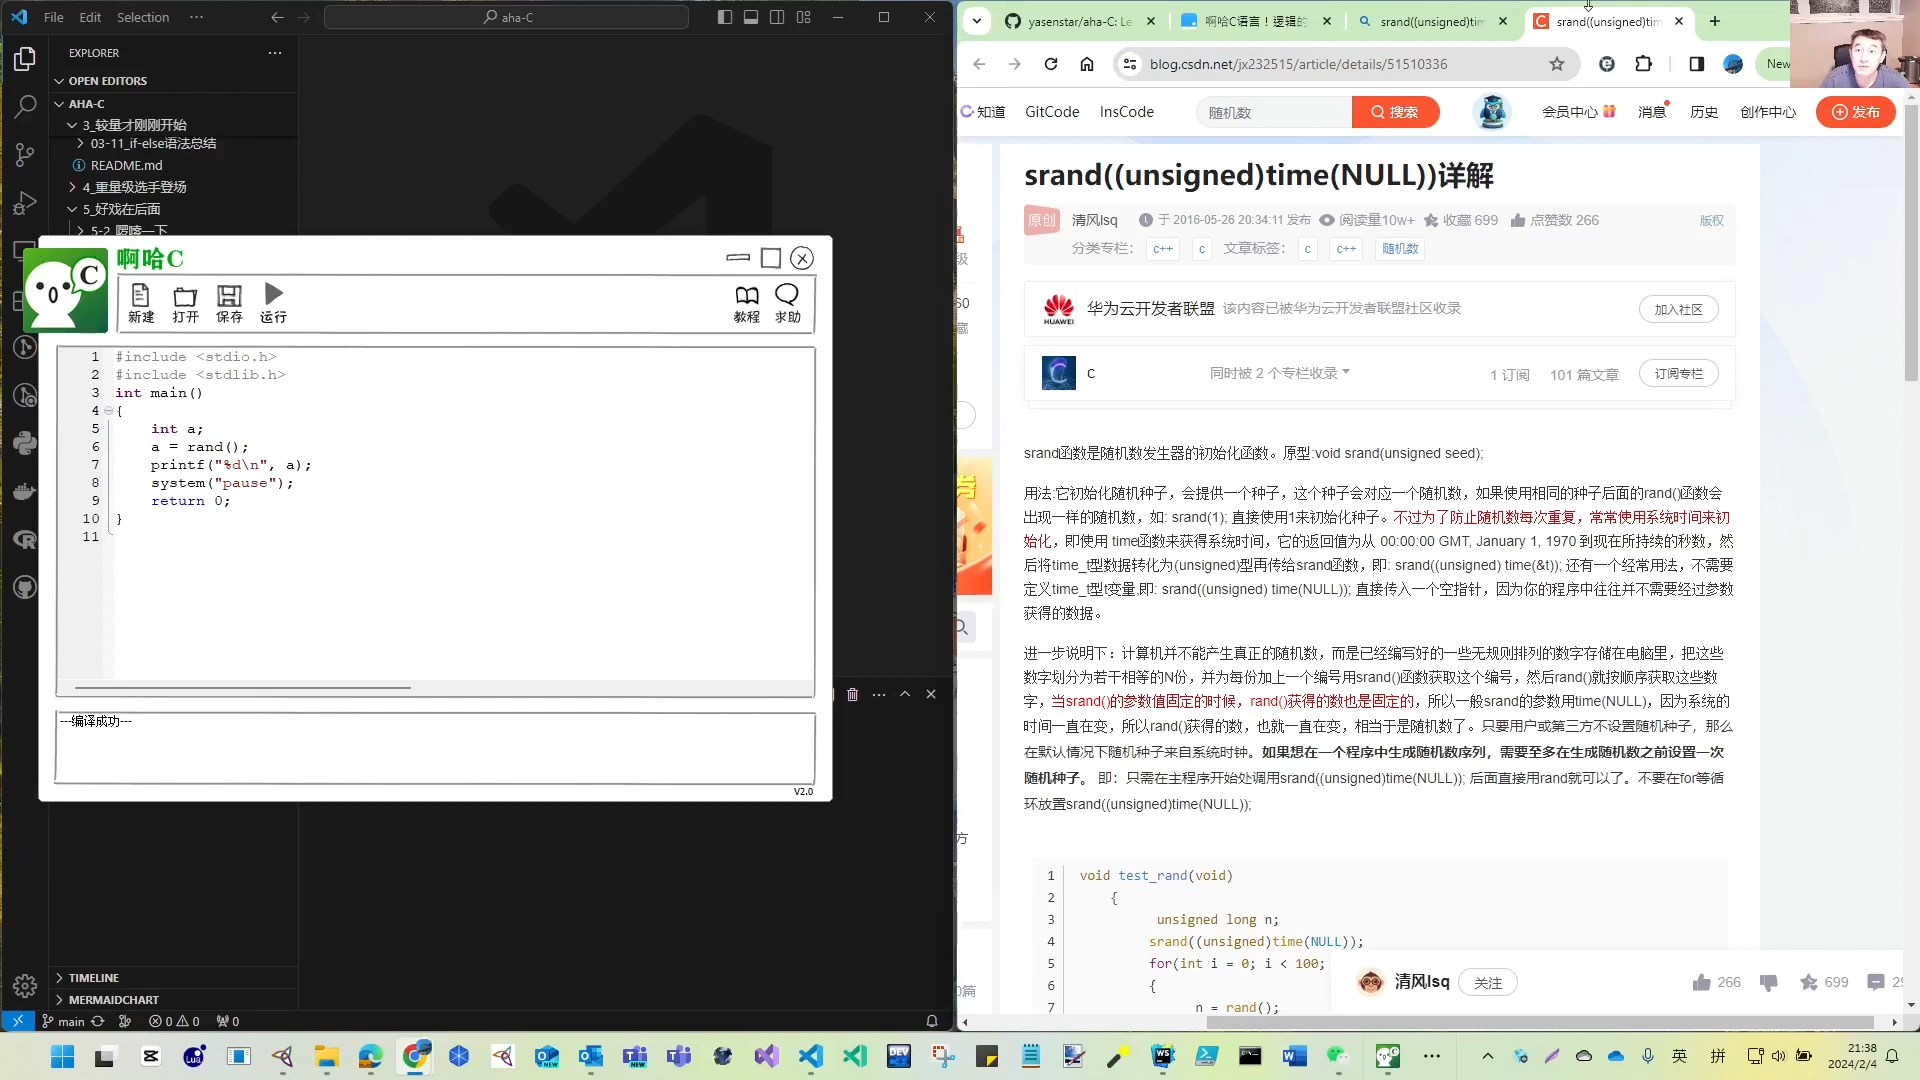 File Edit Selection ··· aha-C
EXPLORER ···
OPEN EDITORS
AHA-C
3_较量才刚刚开始
03-11_if-else语法总结
README.md
4_重量级选手登场
5_好戏在后面
5-2_啰嗦一下
啊哈C
C
新建 打开 保存 运行 教程 求助
1 #include <stdio.h>
2 #include <stdlib.h>
3 int main()
4 {
5 int a;
6 a = rand();
7 printf("%d\n", a);
8 system("pause");
9 return 0;
10 }
11
---编译成功---
V2.0
TIMELINE
MERMAIDCHART
main 0 0 0
yasenstar/aha-C: Le 啊哈C语言！逻辑的 srand((unsigned)tim srand((unsigned)tim
blog.csdn.net/jx232515/article/details/51510336 New
C知道 GitCode InsCode 随机数 搜索 会员中心 消息 历史 创作中心 发布
srand((unsigned)time(NULL))详解
原创 清风lsq 于 2016-05-26 20:34:11 发布 阅读量10w+ 收藏 699 点赞数 266 版权
分类专栏： c++ c 文章标签： c c++ 随机数
HUAWEI 华为云开发者联盟 该内容已被华为云开发者联盟社区收录 加入社区
C 同时被 2 个专栏收录 1 订阅 101 篇文章 订阅专栏
srand函数是随机数发生器的初始化函数。原型:void srand(unsigned seed);
用法:它初始化随机种子，会提供一个种子，这个种子会对应一个随机数，如果使用相同的种子后面的rand()函数会
出现一样的随机数，如: srand(1); 直接使用1来初始化种子。不过为了防止随机数每次重复，常常使用系统时间来初
始化，即使用 time函数来获得系统时间，它的返回值为从 00:00:00 GMT, January 1, 1970 到现在所持续的秒数，然
后将time_t型数据转化为(unsigned)型再传给srand函数，即: srand((unsigned) time(&t)); 还有一个经常用法，不需要
定义time_t型t变量,即: srand((unsigned) time(NULL)); 直接传入一个空指针，因为你的程序中往往并不需要经过参数
获得的数据。
进一步说明下：计算机并不能产生真正的随机数，而是已经编写好的一些无规则排列的数字存储在电脑里，把这些
数字划分为若干相等的N份，并为每份加上一个编号用srand()函数获取这个编号，然后rand()就按顺序获取这些数
字，当srand()的参数值固定的时候，rand()获得的数也是固定的，所以一般srand的参数用time(NULL)，因为系统的
时间一直在变，所以rand()获得的数，也就一直在变，相当于是随机数了。只要用户或第三方不设置随机种子，那么
在默认情况下随机种子来自系统时钟。如果想在一个程序中生成随机数序列，需要至多在生成随机数之前设置一次
随机种子。 即：只需在主程序开始处调用srand((unsigned)time(NULL)); 后面直接用rand就可以了。不要在for等循
环放置srand((unsigned)time(NULL));
1 void test_rand(void)
2 {
3 unsigned long n;
4 srand((unsigned)time(NULL));
5 for(int i = 0; i < 100;
6 {
7 n = rand();
清风lsq 关注 266 699
级
60
藏
方
0篇
英 拼 21:38
2024/2/4